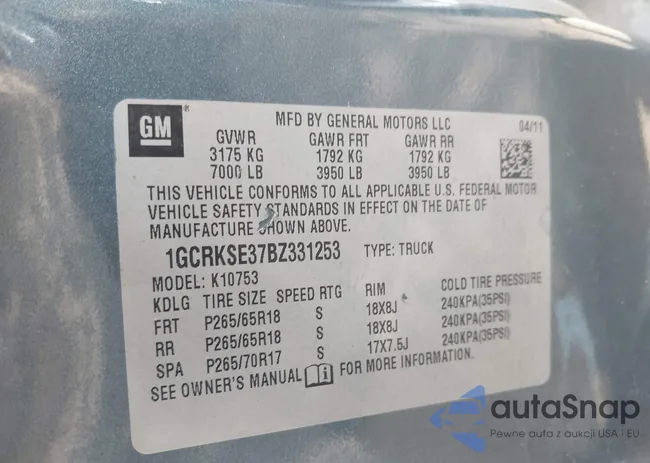 GM
MFD BY GENERAL MOTORS LLC 04/11
GVWR GAWR FRT GAWR RR
3175 KG 1792 KG 1792 KG
7000 LB 3950 LB 3950 LB
THIS VEHICLE CONFORMS TO ALL APPLICABLE U.S. FEDERAL MOTOR
VEHICLE SAFETY STANDARDS IN EFFECT ON THE DATE OF
MANUFACTURE SHOWN ABOVE.
1GCRKSE37BZ331253 TYPE: TRUCK
MODEL: K10753
KDLG TIRE SIZE SPEED RTG RIM COLD TIRE PRESSURE
FRT P265/65R18 S 18X8J 240KPA(35PSI)
RR P265/65R18 S 18X8J 240KPA(35PSI)
SPA P265/70R17 S 17X7.5J 240KPA(35PSI)
SEE OWNER'S MANUAL FOR MORE INFORMATION.
autaSnap
Pewne auta z aukcji USA i EU